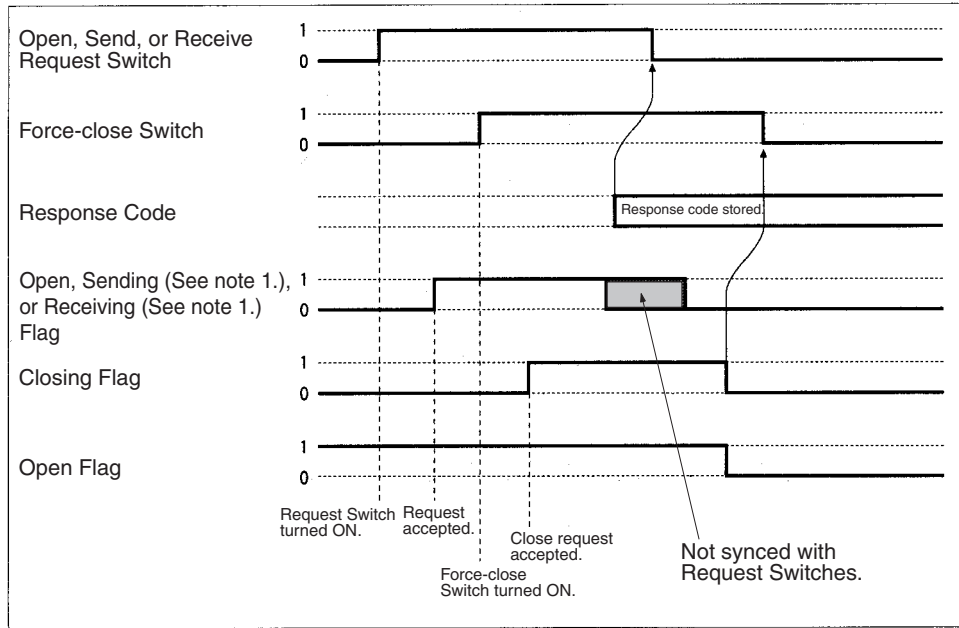 Open, Send, or Receive
Request Switch
1
0
Force-close Switch
1
0
Response Code
Response code stored.
Open, Sending (See note 1.),
or Receiving (See note 1.)
Flag
1
0
Closing Flag
1
0
Open Flag
1
0
Request Switch
turned ON.
Request
accepted.
Close request
accepted.
Force-close
Switch turned ON.
Not synced with
Request Switches.